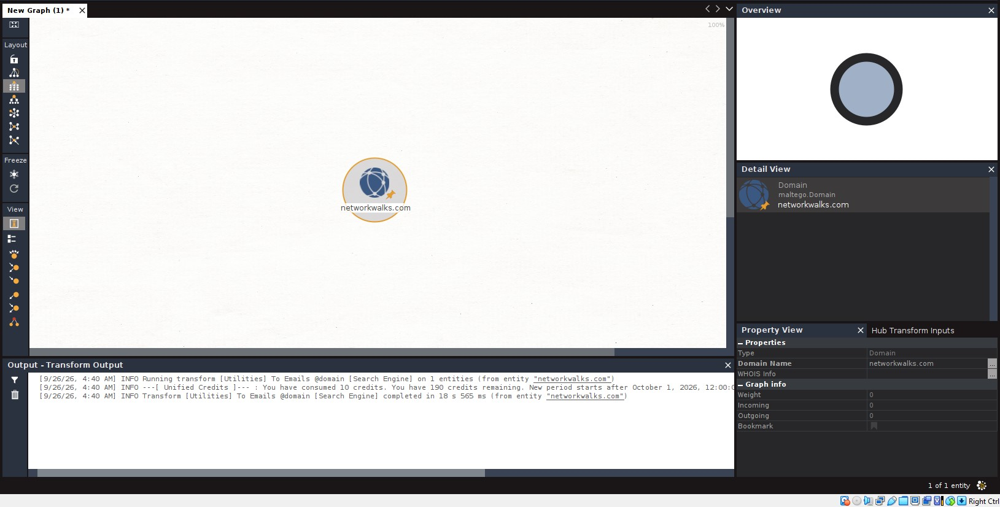 New Graph (1) *
100%
Layout
Freeze
View
networkwalks.com
Overview
Detail View
Domain
maltego.Domain
networkwalks.com
Property View
Hub Transform Inputs
Properties
Type Domain
Domain Name networkwalks.com ...
WHOIS Info ...
Graph info
Weight 0
Incoming 0
Outgoing 0
Bookmark
Output - Transform Output
[9/26/26, 4:40 AM] INFO Running transform [Utilities] To Emails @domain [Search Engine] on 1 entities (from entity "networkwalks.com")
[9/26/26, 4:40 AM] INFO ---[ Unified Credits ]--- : You have consumed 10 credits. You have 190 credits remaining. New period starts after October 1, 2026, 12:00:
[9/26/26, 4:40 AM] INFO Transform [Utilities] To Emails @domain [Search Engine] completed in 18 s 565 ms (from entity "networkwalks.com")
1 of 1 entity
Right Ctrl